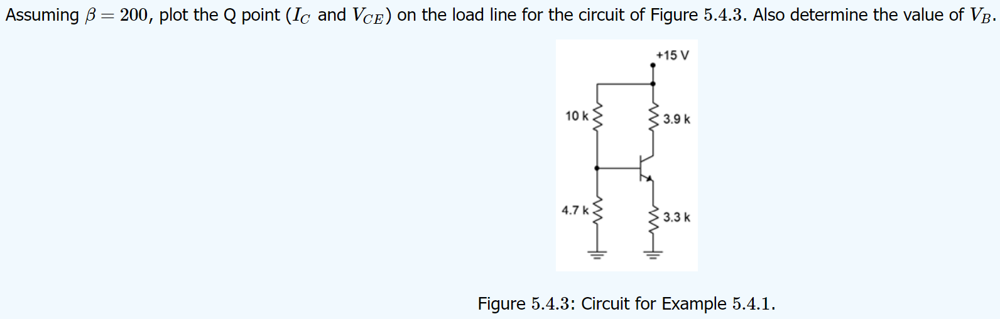 Assuming β = 200, plot the Q point (I_C and V_CE) on the load line for the circuit of Figure 5.4.3. Also determine the value of V_B.
+15 V
10 k
3.9 k
4.7 k
3.3 k
Figure 5.4.3: Circuit for Example 5.4.1.